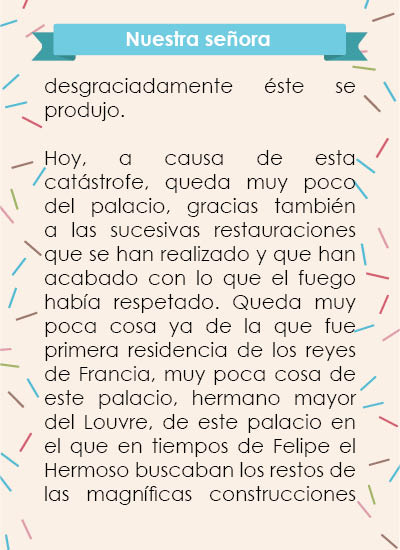 Nuestra señora
desgraciadamente éste se
produjo.
Hoy, a causa de esta
catástrofe, queda muy poco
del palacio, gracias también
a las sucesivas restauraciones
que se han realizado y que han
acabado con lo que el fuego
había respetado. Queda muy
poca cosa ya de la que fue
primera residencia de los reyes
de Francia, muy poca cosa de
este palacio, hermano mayor
del Louvre, de este palacio en
el que en tiempos de Felipe el
Hermoso buscaban los restos de
las magníficas construcciones